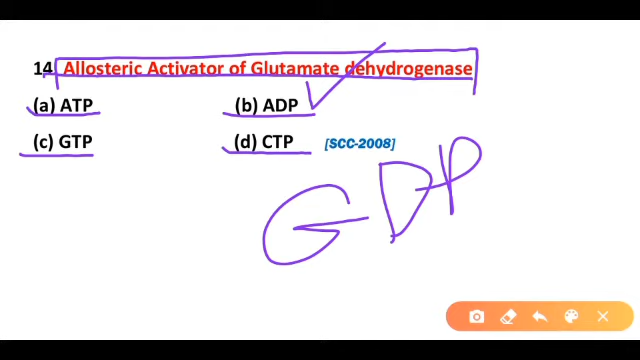 14 Allosteric Activator of Glutamate dehydrogenase
(a) ATP (b) ADP
(c) GTP (d) CTP [SCC-2008]
GDP